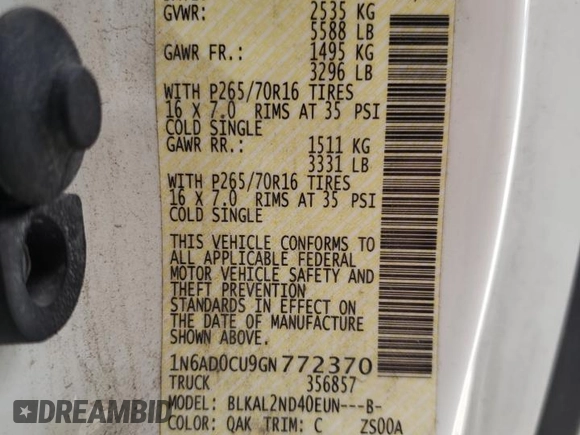 GVWR: 2535 KG
5588 LB
GAWR FR.: 1495 KG
3296 LB
WITH P265/70R16 TIRES
16 X 7.0 RIMS AT 35 PSI
COLD SINGLE
GAWR RR.: 1511 KG
3331 LB
WITH P265/70R16 TIRES
16 X 7.0 RIMS AT 35 PSI
COLD SINGLE
THIS VEHICLE CONFORMS TO
ALL APPLICABLE FEDERAL
MOTOR VEHICLE SAFETY AND
THEFT PREVENTION
STANDARDS IN EFFECT ON
THE DATE OF MANUFACTURE
SHOWN ABOVE.
1N6AD0CU9GN772370
TRUCK 356857
MODEL: BLKAL2ND40EUN---B-
COLOR: QAK TRIM: C ZS00A
DREAMBID